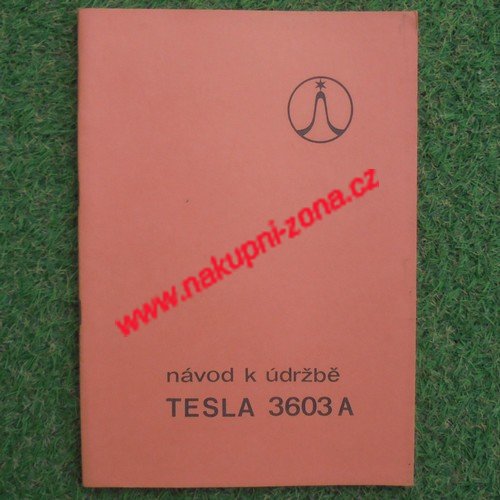 www.nakupni-zona.cz
návod k údržbě
TESLA 3603 A